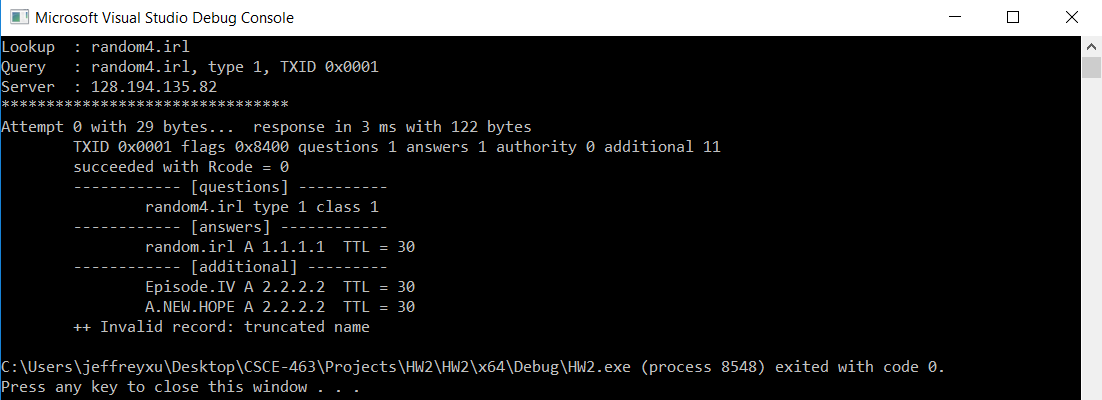 Microsoft Visual Studio Debug Console
Lookup  : random4.irl
Query   : random4.irl, type 1, TXID 0x0001
Server  : 128.194.135.82
********************************
Attempt 0 with 29 bytes...  response in 3 ms with 122 bytes
        TXID 0x0001 flags 0x8400 questions 1 answers 1 authority 0 additional 11
        succeeded with Rcode = 0
        ------------ [questions] ----------
                random4.irl type 1 class 1
        ------------ [answers] ------------
                random.irl A 1.1.1.1  TTL = 30
        ------------ [additional] ---------
                Episode.IV A 2.2.2.2  TTL = 30
                A.NEW.HOPE A 2.2.2.2  TTL = 30
        ++ Invalid record: truncated name
C:\Users\jeffreyxu\Desktop\CSCE-463\Projects\HW2\HW2\x64\Debug\HW2.exe (process 8548) exited with code 0.
Press any key to close this window . . .